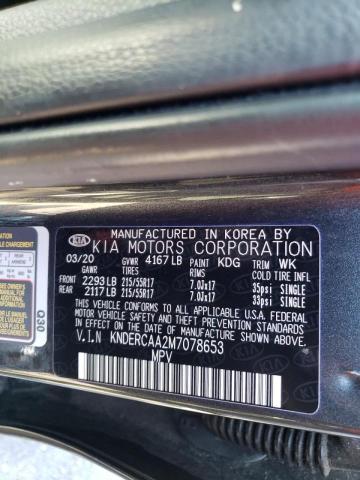 MANUFACTURED IN KOREA BY
KIA KIA MOTORS CORPORATION
03/20 GVWR 4167 LB PAINT KDG TRIM WK
GAWR TIRES RIMS COLD TIRE INFL
FRONT 2293 LB 215/55R17 7.0Jx17 35psi SINGLE
REAR 2117 LB 215/55R17 7.0Jx17 33psi SINGLE
THIS VEHICLE CONFORMS TO ALL APPLICABLE U.S.A. FEDERAL
MOTOR VEHICLE SAFETY, BUMPER, AND THEFT PREVENTION
STANDARDS IN EFFECT ON THE DATE OF MANUFACTURE SHOWN ABOVE.
V.I.N KNDERCAA2M7078653
MPV
Q30